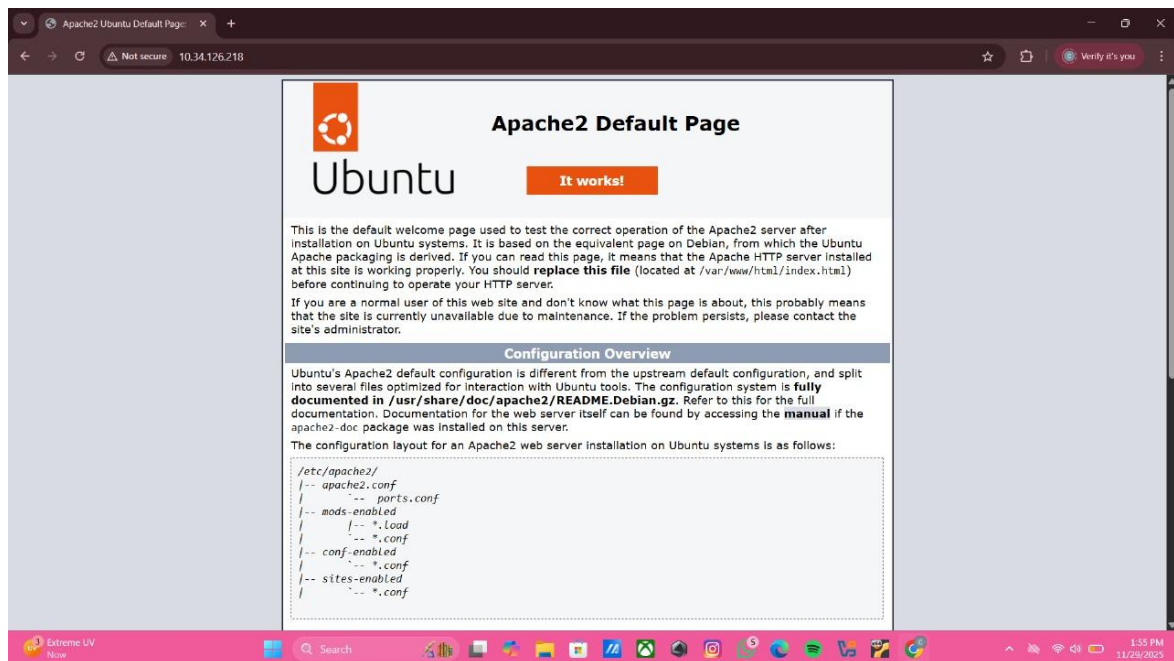 Apache2 Ubuntu Default Page:
Not secure 10.34.126.218
Verify it's you
Apache2 Default Page
Ubuntu
It works!
This is the default welcome page used to test the correct operation of the Apache2 server after
installation on Ubuntu systems. It is based on the equivalent page on Debian, from which the Ubuntu
Apache packaging is derived. If you can read this page, it means that the Apache HTTP server installed
at this site is working properly. You should replace this file (located at /var/www/html/index.html)
before continuing to operate your HTTP server.
If you are a normal user of this web site and don't know what this page is about, this probably means
that the site is currently unavailable due to maintenance. If the problem persists, please contact the
site's administrator.
Configuration Overview
Ubuntu's Apache2 default configuration is different from the upstream default configuration, and split
into several files optimized for interaction with Ubuntu tools. The configuration system is fully
documented in /usr/share/doc/apache2/README.Debian.gz. Refer to this for the full
documentation. Documentation for the web server itself can be found by accessing the manual if the
apache2-doc package was installed on this server.
The configuration layout for an Apache2 web server installation on Ubuntu systems is as follows:
/etc/apache2/
|-- apache2.conf
|       `--  ports.conf
|-- mods-enabled
|       |-- *.load
|       `-- *.conf
|-- conf-enabled
|       `-- *.conf
|-- sites-enabled
|       `-- *.conf
Extreme UV
Now
Search
1:55 PM
11/29/2025